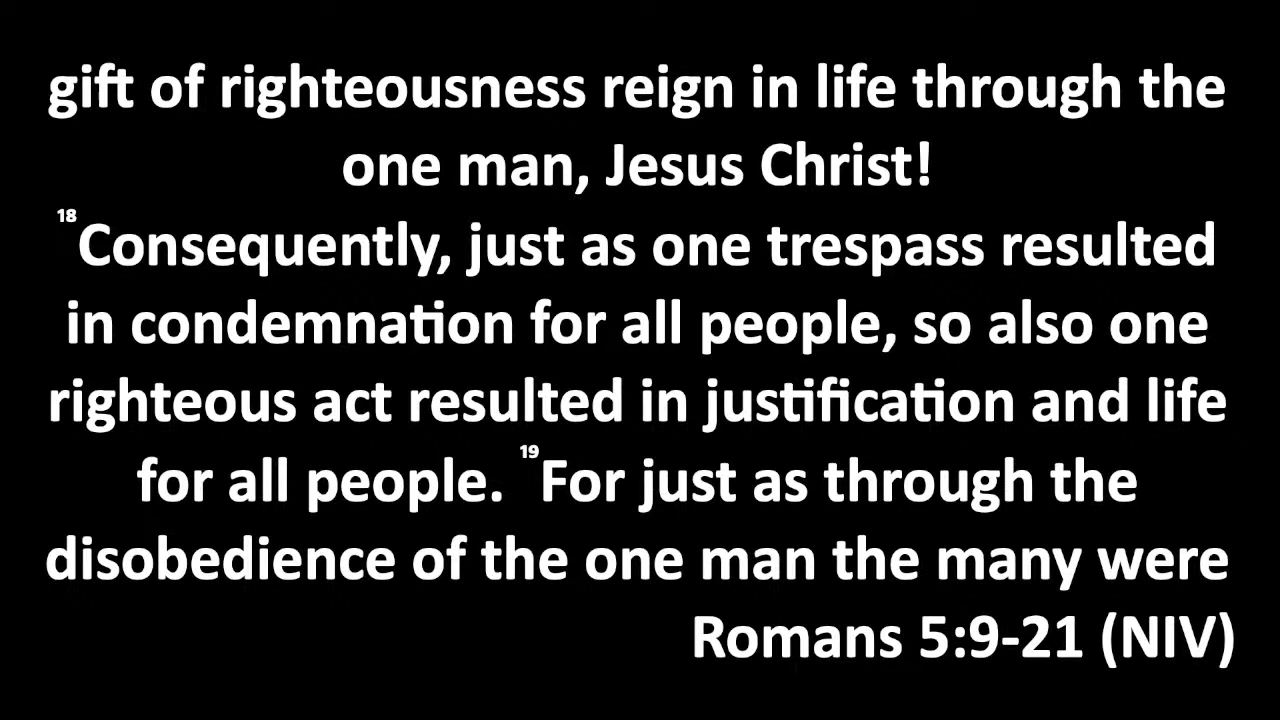 gift of righteousness reign in life through the
one man, Jesus Christ!
18Consequently, just as one trespass resulted
in condemnation for all people, so also one
righteous act resulted in justification and life
for all people. 19For just as through the
disobedience of the one man the many were
Romans 5:9-21 (NIV)